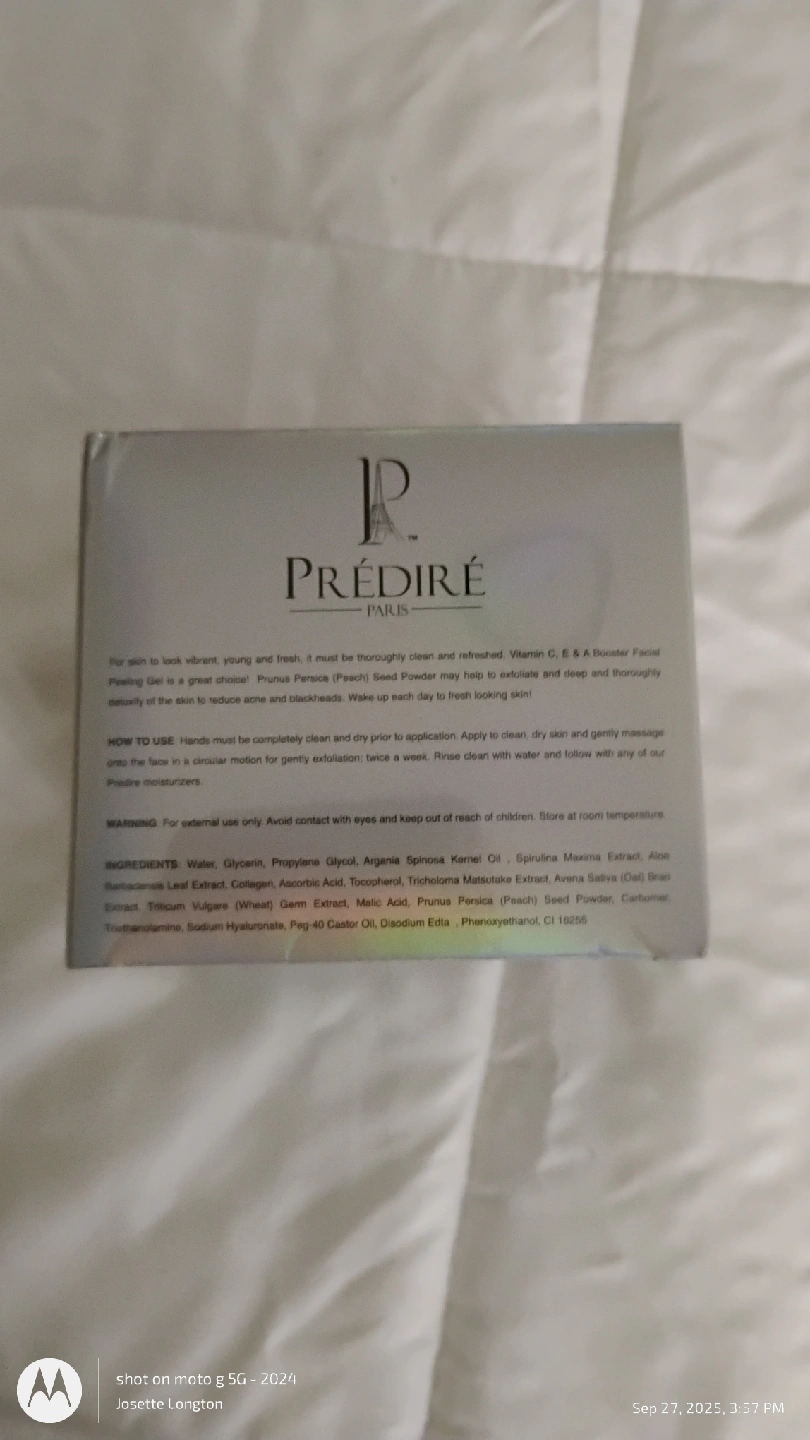 PRÉDIRÉ
PARIS
For skin to look vibrant, young and fresh, it must be thoroughly clean and refreshed. Vitamin C, E & A Booster Facial
Peeling Gel is a great choice! Prunus Persica (Peach) Seed Powder may help to exfoliate and deep and thoroughly
detoxify of the skin to reduce acne and blackheads. Wake up each day to fresh looking skin!
HOW TO USE: Hands must be completely clean and dry prior to application. Apply to clean, dry skin and gently massage
onto the face in a circular motion for gently exfoliation; twice a week. Rinse clean with water and follow with any of our
Predire moisturizers.
WARNING: For external use only. Avoid contact with eyes and keep out of reach of children. Store at room temperature.
INGREDIENTS: Water, Glycerin, Propylene Glycol, Argania Spinosa Kernel Oil , Spirulina Maxima Extract, Aloe
Barbadensis Leaf Extract, Collagen, Ascorbic Acid, Tocopherol, Tricholoma Matsutake Extract, Avena Sativa (Oat) Bran
Extract, Triticum Vulgare (Wheat) Germ Extract, Malic Acid, Prunus Persica (Peach) Seed Powder, Carbomer,
Triethanolamine, Sodium Hyaluronate, Peg-40 Castor Oil, Disodium Edta , Phenoxyethanol, CI 16255
shot on moto g 5G - 2024
Josette Longton
Sep 27, 2025, 3:57 PM